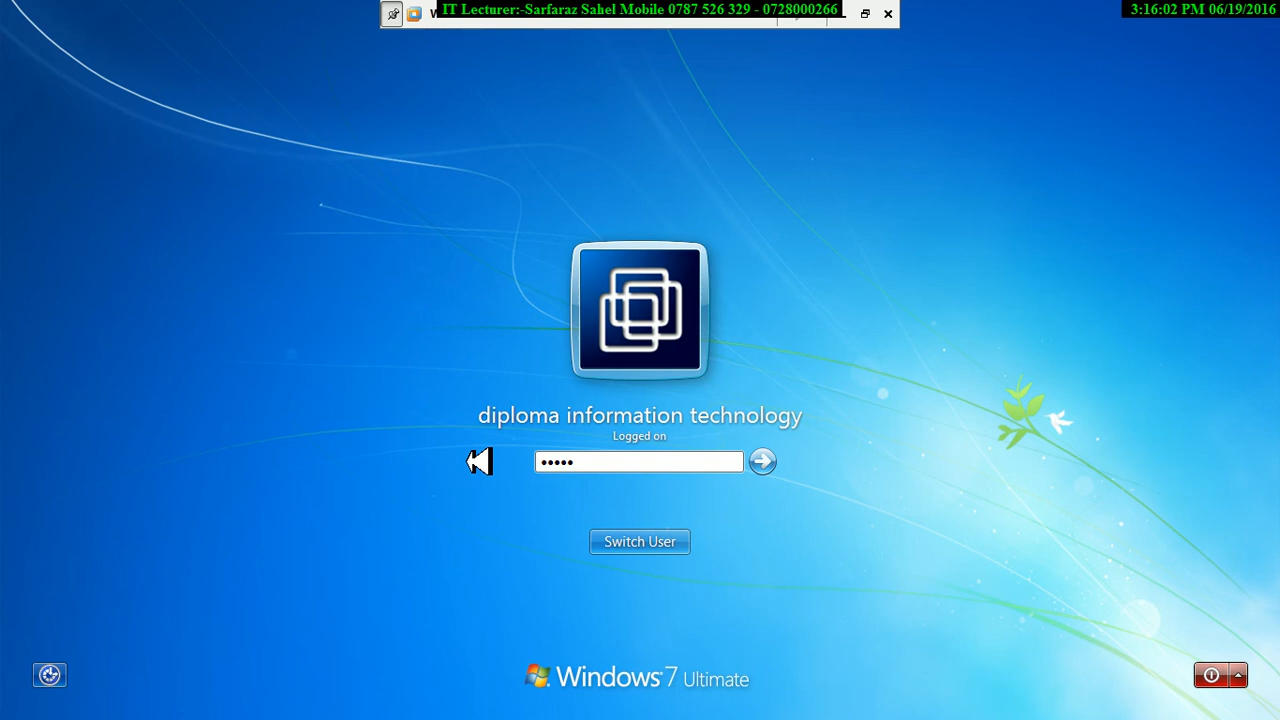 IT Lecturer:-Sarfaraz Sahel Mobile 0787 526 329 - 0728000266
3:16:02 PM 06/19/2016
diploma information technology
Logged on
Switch User
Windows 7 Ultimate